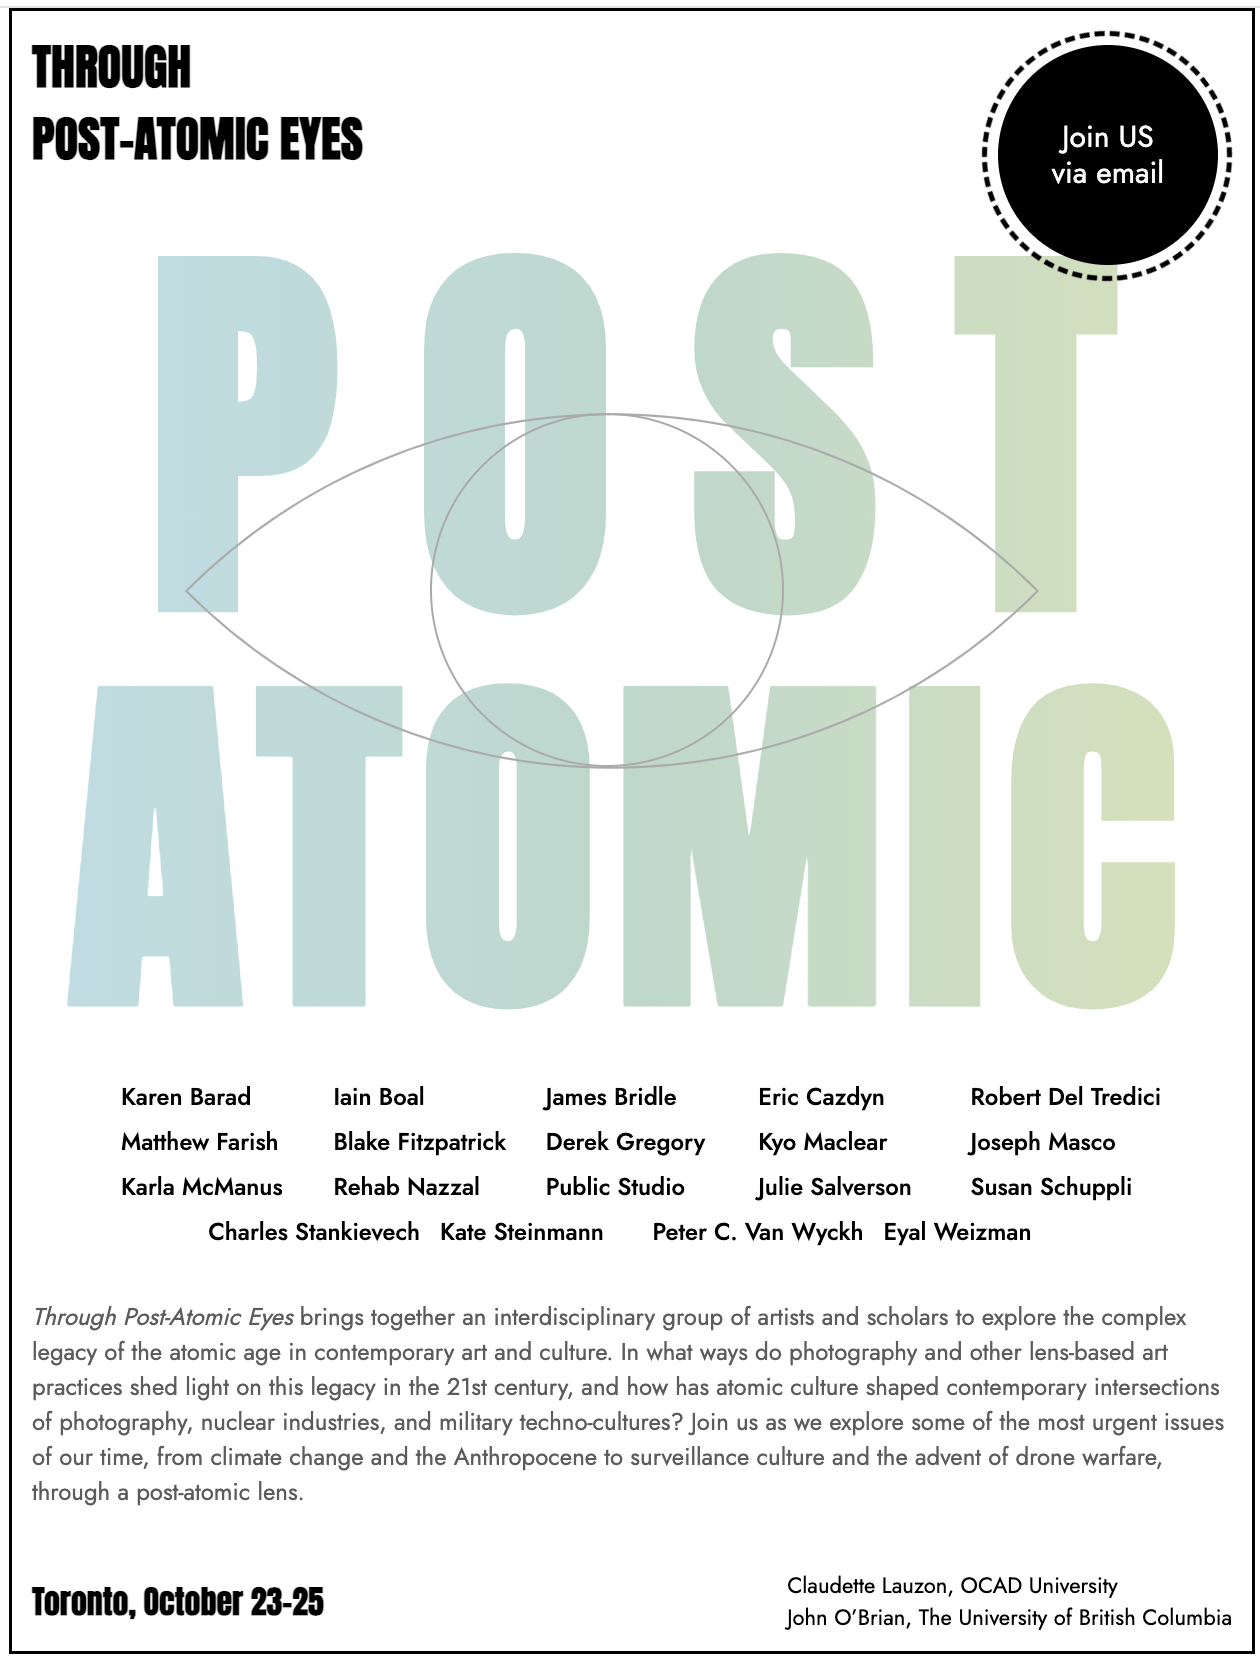 THROUGH
POST-ATOMIC EYES
Join US
via email
POST
ATOMIC
Karen Barad Iain Boal James Bridle Eric Cazdyn Robert Del Tredici
Matthew Farish Blake Fitzpatrick Derek Gregory Kyo Maclear Joseph Masco
Karla McManus Rehab Nazzal Public Studio Julie Salverson Susan Schuppli
Charles Stankievech Kate Steinmann Peter C. Van Wyckh Eyal Weizman
Through Post-Atomic Eyes brings together an interdisciplinary group of artists and scholars to explore the complex
legacy of the atomic age in contemporary art and culture. In what ways do photography and other lens-based art
practices shed light on this legacy in the 21st century, and how has atomic culture shaped contemporary intersections
of photography, nuclear industries, and military techno-cultures? Join us as we explore some of the most urgent issues
of our time, from climate change and the Anthropocene to surveillance culture and the advent of drone warfare,
through a post-atomic lens.
Toronto, October 23-25
Claudette Lauzon, OCAD University
John O’Brian, The University of British Columbia